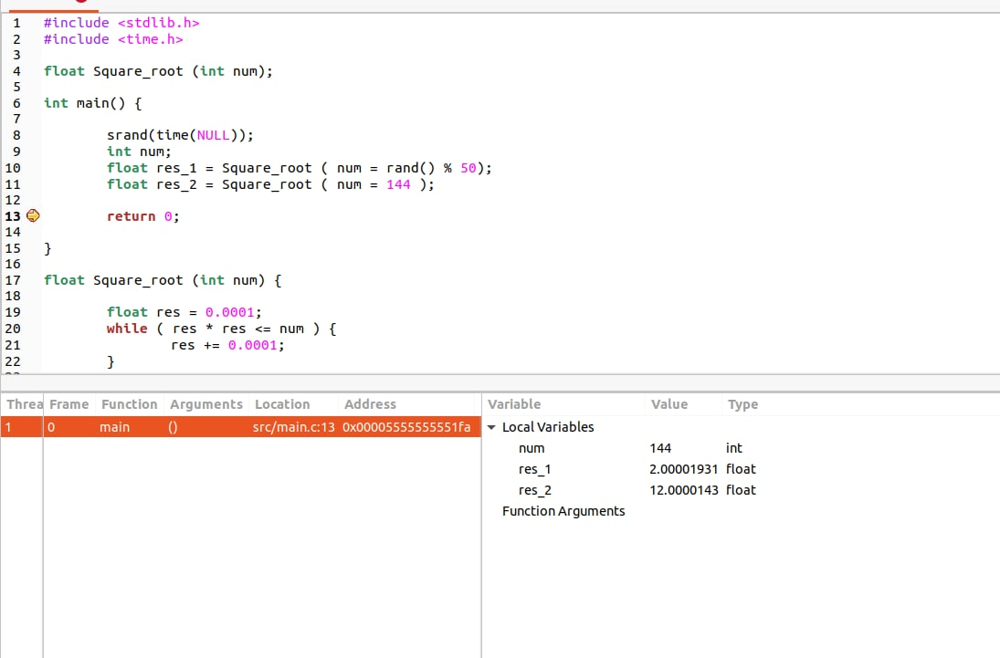 1 #include <stdlib.h>
2 #include <time.h>
3
4 float Square_root (int num);
5
6 int main() {
7
8 srand(time(NULL));
9 int num;
10 float res_1 = Square_root ( num = rand() % 50);
11 float res_2 = Square_root ( num = 144 );
12
13 return 0;
14
15 }
16
17 float Square_root (int num) {
18
19 float res = 0.0001;
20 while ( res * res <= num ) {
21 res += 0.0001;
22 }
Threa Frame Function Arguments Location Address
1 0 main () src/main.c:13 0x00005555555551fa
Variable Value Type
Local Variables
num 144 int
res_1 2.00001931 float
res_2 12.0000143 float
Function Arguments